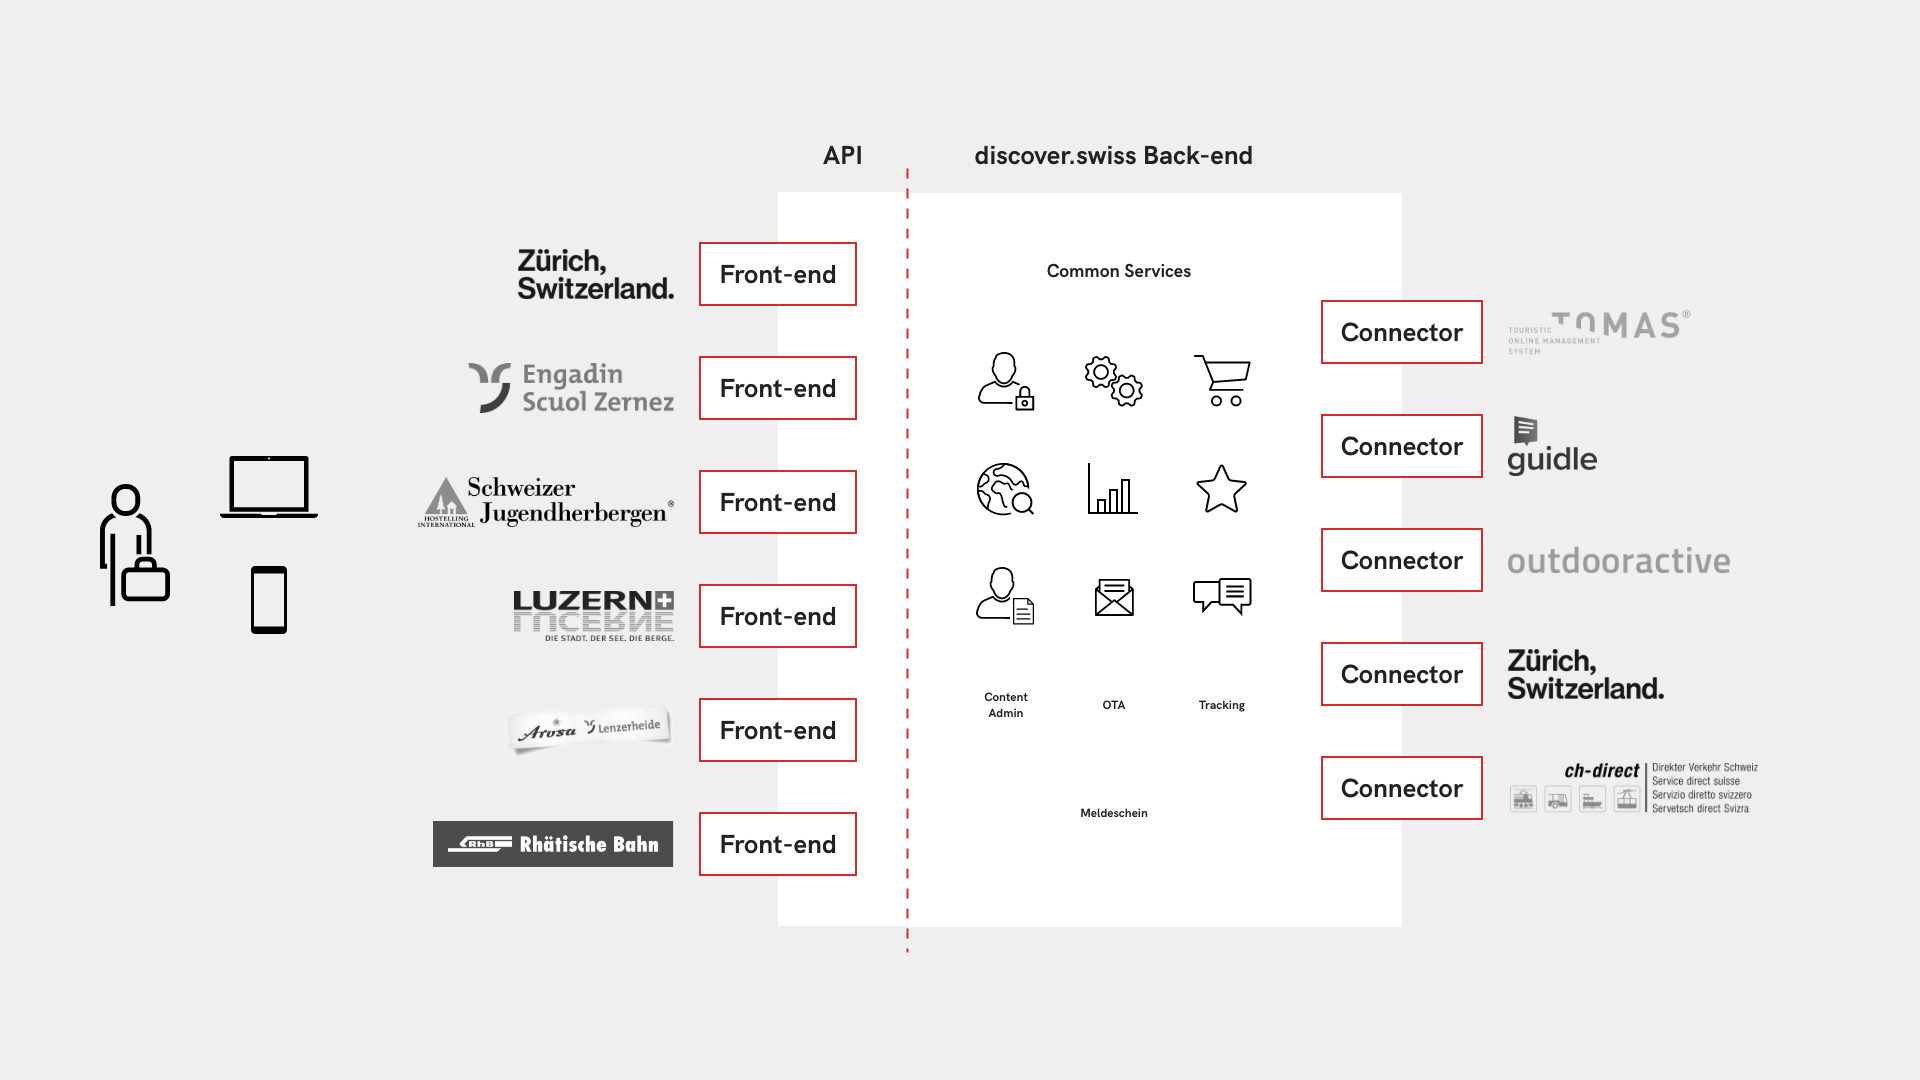 API
discover.swiss Back-end
Common Services
Zürich,
Switzerland.
Front-end
Engadin
Scuol Zernez
Front-end
Schweizer
Jugendherbergen®
HOSTELLING
INTERNATIONAL
Front-end
LUZERN
LUCERNE
DIE STADT. DER SEE. DIE BERGE.
Front-end
Arosa Lenzerheide
Front-end
RhB Rhätische Bahn
Front-end
Content
Admin
OTA
Tracking
Meldeschein
Connector
TOMAS®
TOURISTIC
ONLINE MANAGEMENT
SYSTEM
Connector
guidle
Connector
outdooractive
Connector
Zürich,
Switzerland.
Connector
ch-direct
Direkter Verkehr Schweiz
Service direct suisse
Servizio diretto svizzero
Servetsch direct Svizra